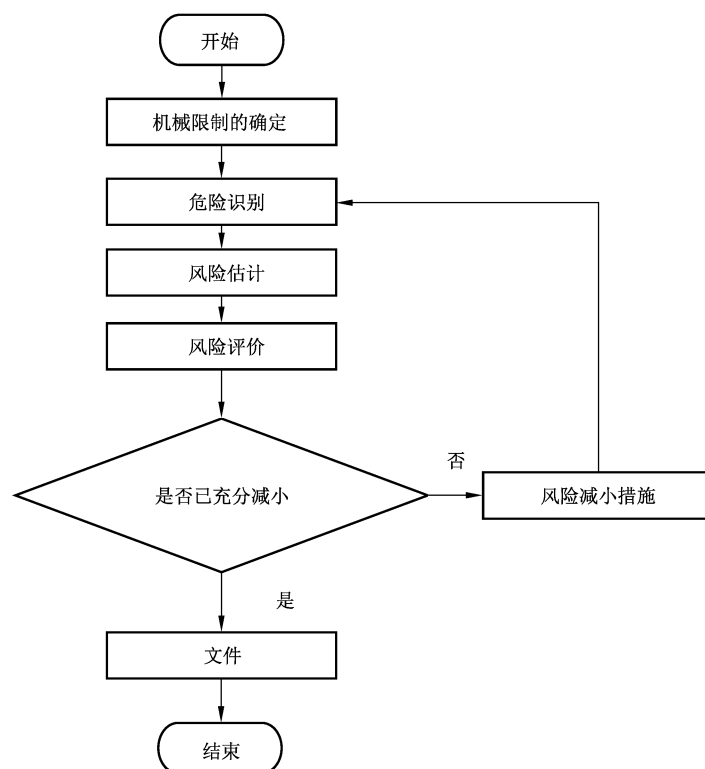 开始
机械限制的确定
危险识别
风险估计
风险评价
否
是否已充分减小
风险减小措施
是
文件
结束